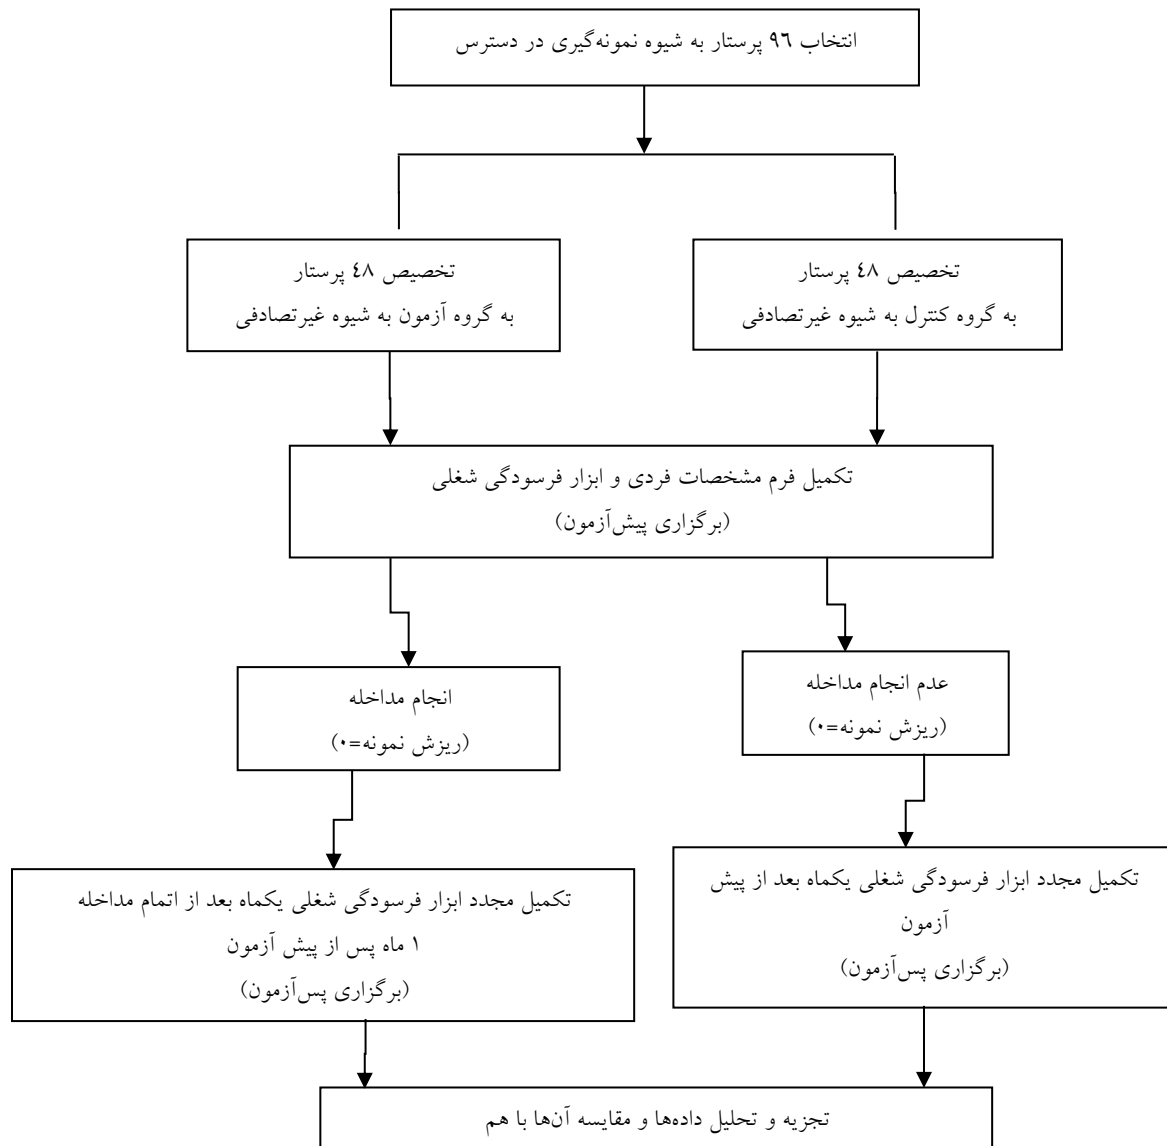 انتخاب ٩٦ پرستار به شیوه نمونه‌گیری در دسترس
تخصیص ٤٨ پرستار
به گروه کنترل به شیوه غیرتصادفی
تخصیص ٤٨ پرستار
به گروه آزمون به شیوه غیرتصادفی
تکمیل فرم مشخصات فردی و ابزار فرسودگی شغلی
(برگزاری پیش‌آزمون)
عدم انجام مداخله
(ریزش نمونه=٠)
انجام مداخله
(ریزش نمونه=٠)
تکمیل مجدد ابزار فرسودگی شغلی یکماه بعد از پیش
آزمون
(برگزاری پس‌آزمون)
تکمیل مجدد ابزار فرسودگی شغلی یکماه بعد از اتمام مداخله
١ ماه پس از پیش آزمون
(برگزاری پس‌آزمون)
تجزیه و تحلیل داده‌ها و مقایسه آن‌ها با هم